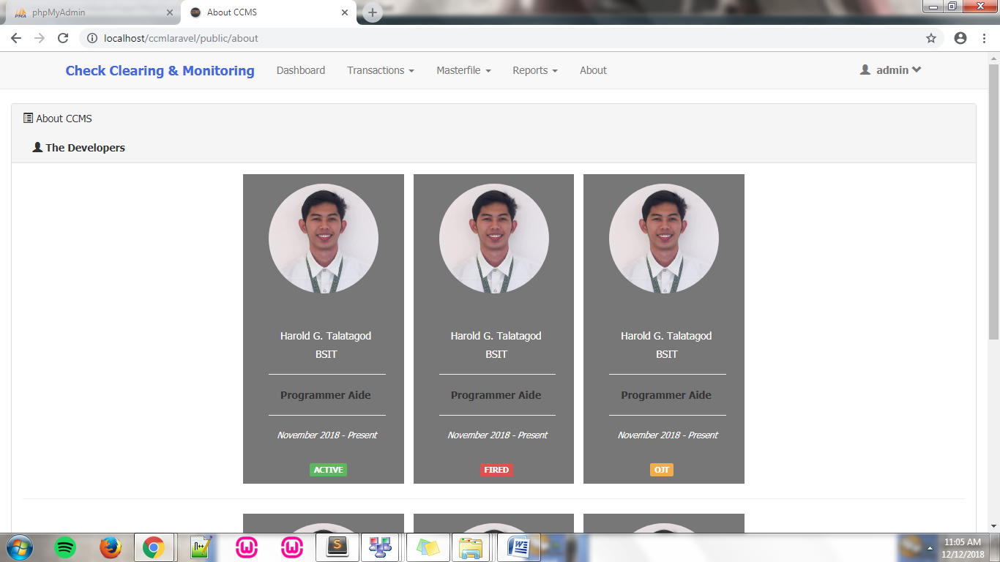 phpMyAdmin
About CCMS
localhost/ccmlaravel/public/about
Check Clearing & Monitoring
Dashboard
Transactions
Masterfile
Reports
About
admin
About CCMS
The Developers
Harold G. Talatagod
BSIT
Programmer Aide
November 2018 - Present
ACTIVE
Harold G. Talatagod
BSIT
Programmer Aide
November 2018 - Present
FIRED
Harold G. Talatagod
BSIT
Programmer Aide
November 2018 - Present
OJT
11:05 AM
12/12/2018